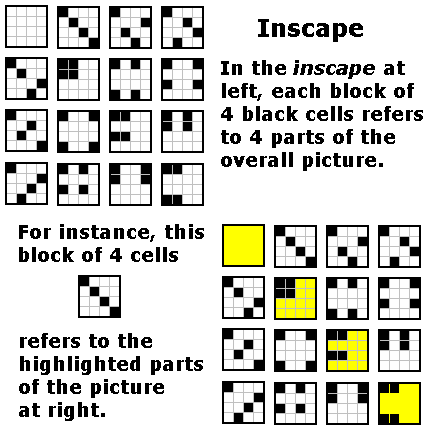 Inscape
In the inscape at
left, each block of
4 black cells refers
to 4 parts of the
overall picture.
For instance, this
block of 4 cells
refers to the
highlighted parts
of the picture
at right.